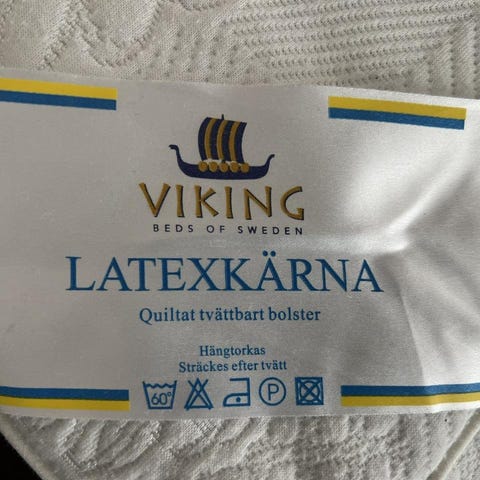 VIKING
BEDS OF SWEDEN
LATEXKÄRNA
Quiltat tvättbart bolster
Hängtorkas
Sträckes efter tvätt
60° P